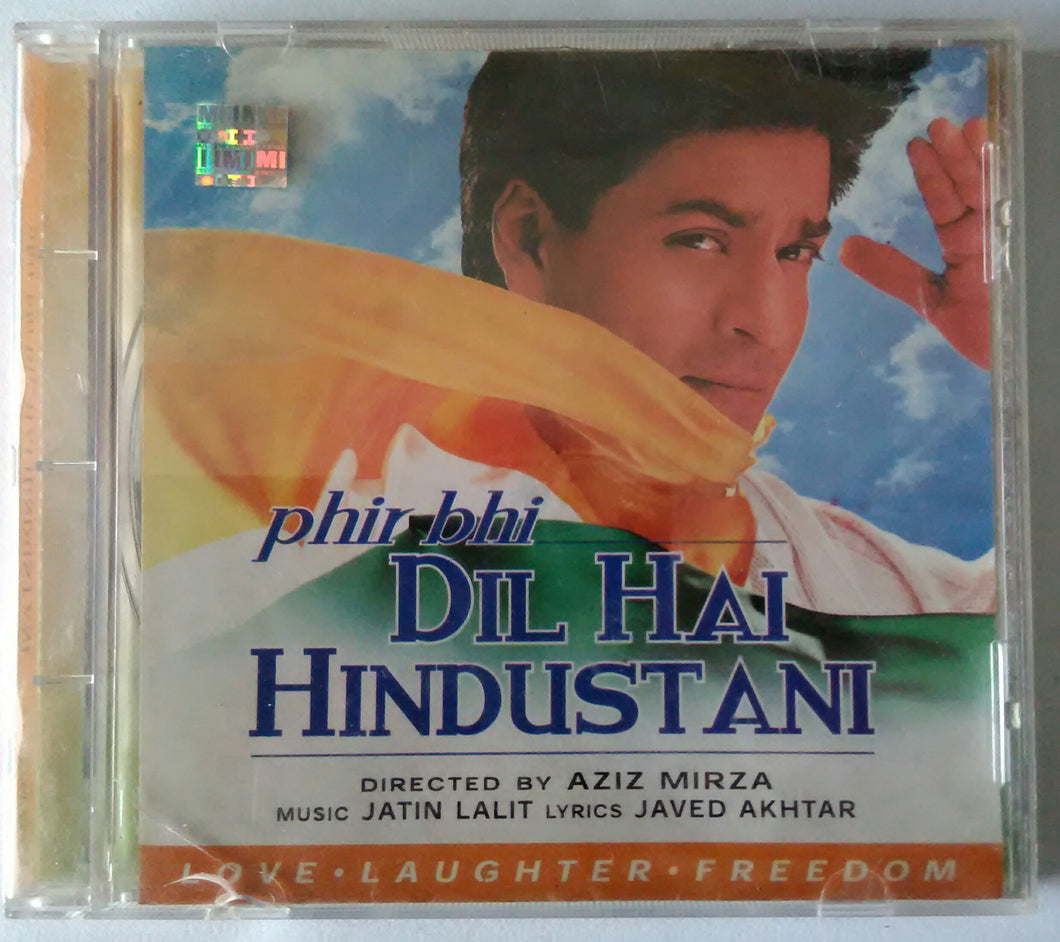 phir bhi
DIL HAI
HINDUSTANI
DIRECTED BY AZIZ MIRZA
MUSIC JATIN LALIT LYRICS JAVED AKHTAR
LOVE • LAUGHTER • FREEDOM